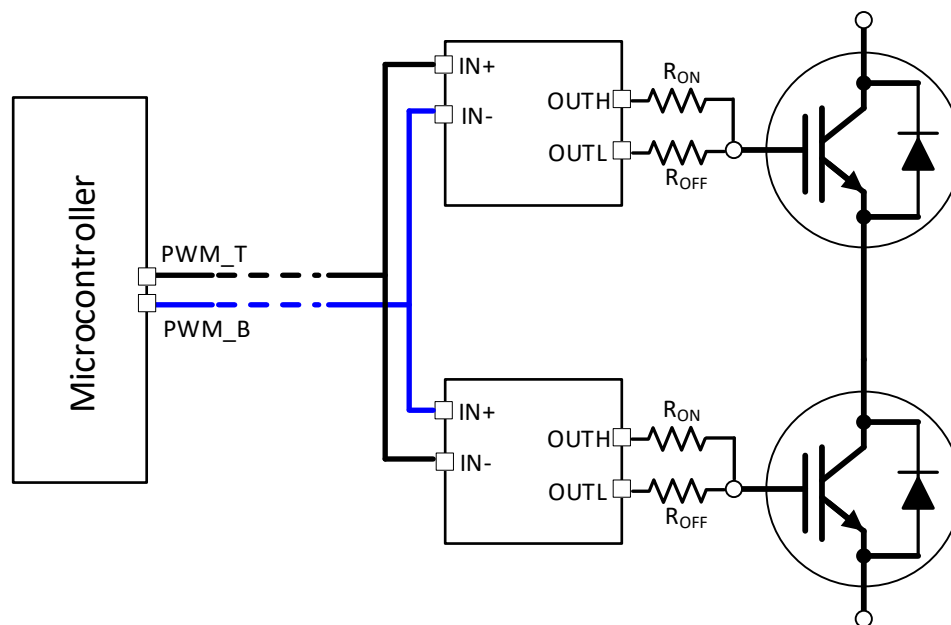 Microcontroller
PWM_T
PWM_B
IN+
IN-
OUTH
OUTL
RON
ROFF
IN+
IN-
OUTH
OUTL
RON
ROFF